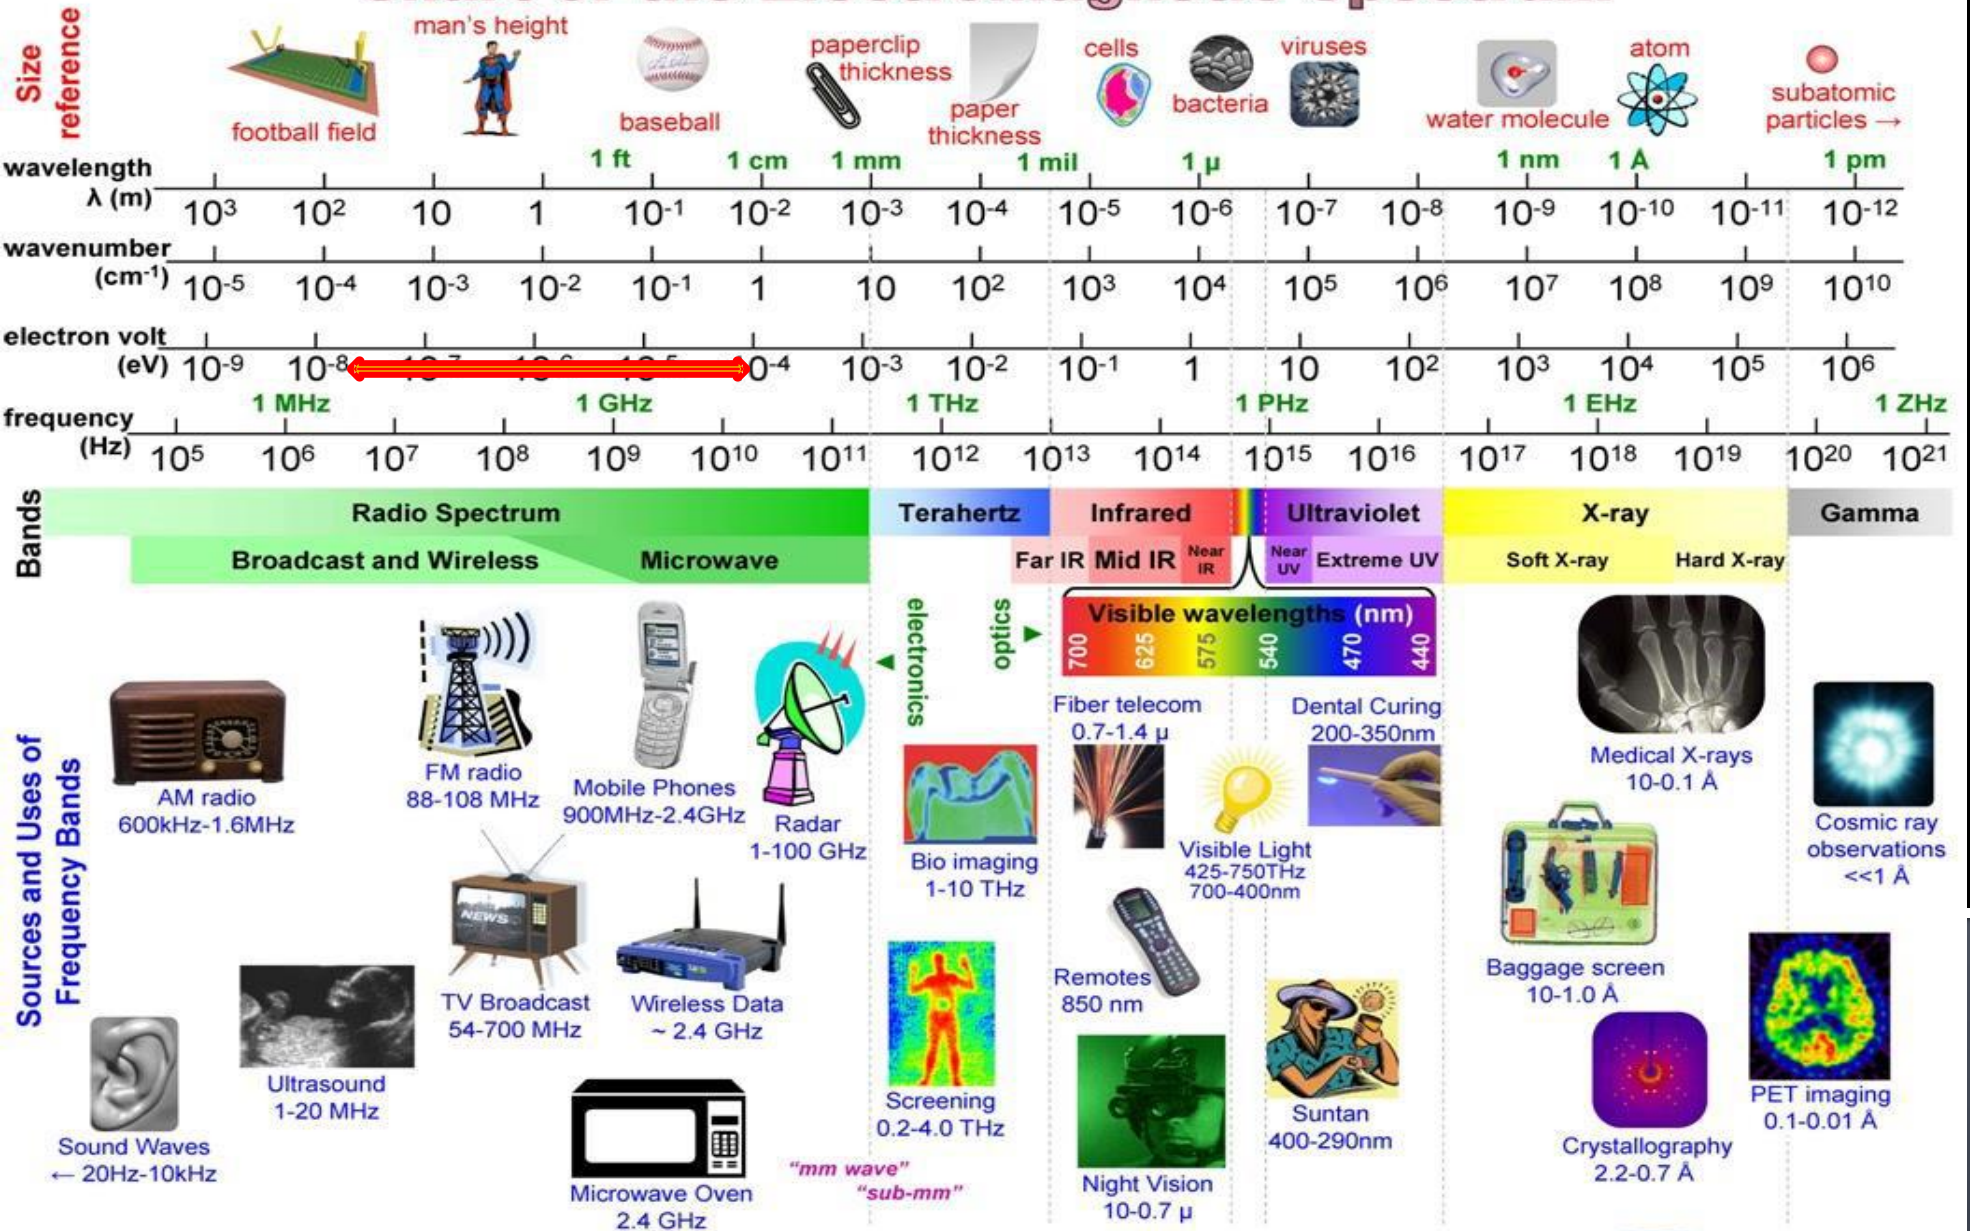 Chart of the Electromagnetic Spectrum
Size reference
football field
man's height
baseball
paperclip
thickness
paper
thickness
cells
bacteria
viruses
water molecule
atom
subatomic
particles →
wavelength
λ (m)
1 ft 1 cm 1 mm 1 mil 1 µ 1 nm 1 Å 1 pm
10³ 10² 10 1 10⁻¹ 10⁻² 10⁻³ 10⁻⁴ 10⁻⁵ 10⁻⁶ 10⁻⁷ 10⁻⁸ 10⁻⁹ 10⁻¹⁰ 10⁻¹¹ 10⁻¹²
wavenumber
(cm⁻¹)
10⁻⁵ 10⁻⁴ 10⁻³ 10⁻² 10⁻¹ 1 10 10² 10³ 10⁴ 10⁵ 10⁶ 10⁷ 10⁸ 10⁹ 10¹⁰
electron volt
(eV)
10⁻⁹ 10⁻⁸ 10⁻³ 10⁻² 10⁻¹ 1 10 10² 10³ 10⁴ 10⁵ 10⁶
1 MHz 1 GHz 1 THz 1 PHz 1 EHz 1 ZHz
frequency
(Hz)
10⁵ 10⁶ 10⁷ 10⁸ 10⁹ 10¹⁰ 10¹¹ 10¹² 10¹³ 10¹⁴ 10¹⁵ 10¹⁶ 10¹⁷ 10¹⁸ 10¹⁹ 10²⁰ 10²¹
Bands
Radio Spectrum Terahertz Infrared Ultraviolet X-ray Gamma
Broadcast and Wireless Microwave Far IR Mid IR Near IR Near UV Extreme UV Soft X-ray Hard X-ray
electronics
optics
Visible wavelengths (nm)
700 625 575 540 470 440
Sources and Uses of
Frequency Bands
AM radio
600kHz-1.6MHz
FM radio
88-108 MHz
Mobile Phones
900MHz-2.4GHz
Radar
1-100 GHz
Bio imaging
1-10 THz
Fiber telecom
0.7-1.4 µ
Visible Light
425-750THz
700-400nm
Dental Curing
200-350nm
Medical X-rays
10-0.1 Å
Cosmic ray
observations
<<1 Å
Sound Waves
← 20Hz-10kHz
Ultrasound
1-20 MHz
NEWS
TV Broadcast
54-700 MHz
Wireless Data
~ 2.4 GHz
Microwave Oven
2.4 GHz
"mm wave"
"sub-mm"
Screening
0.2-4.0 THz
Remotes
850 nm
Night Vision
10-0.7 µ
Suntan
400-290nm
Baggage screen
10-1.0 Å
Crystallography
2.2-0.7 Å
PET imaging
0.1-0.01 Å